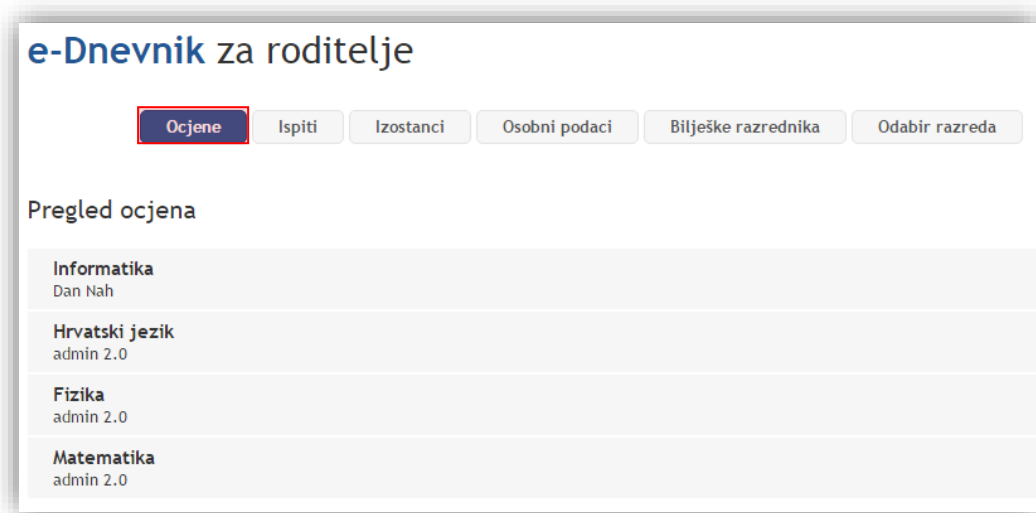 e-Dnevnik za roditelje
Ocjene Ispiti Izostanci Osobni podaci Bilješke razrednika Odabir razreda
Pregled ocjena
Informatika
Dan Nah
Hrvatski jezik
admin 2.0
Fizika
admin 2.0
Matematika
admin 2.0